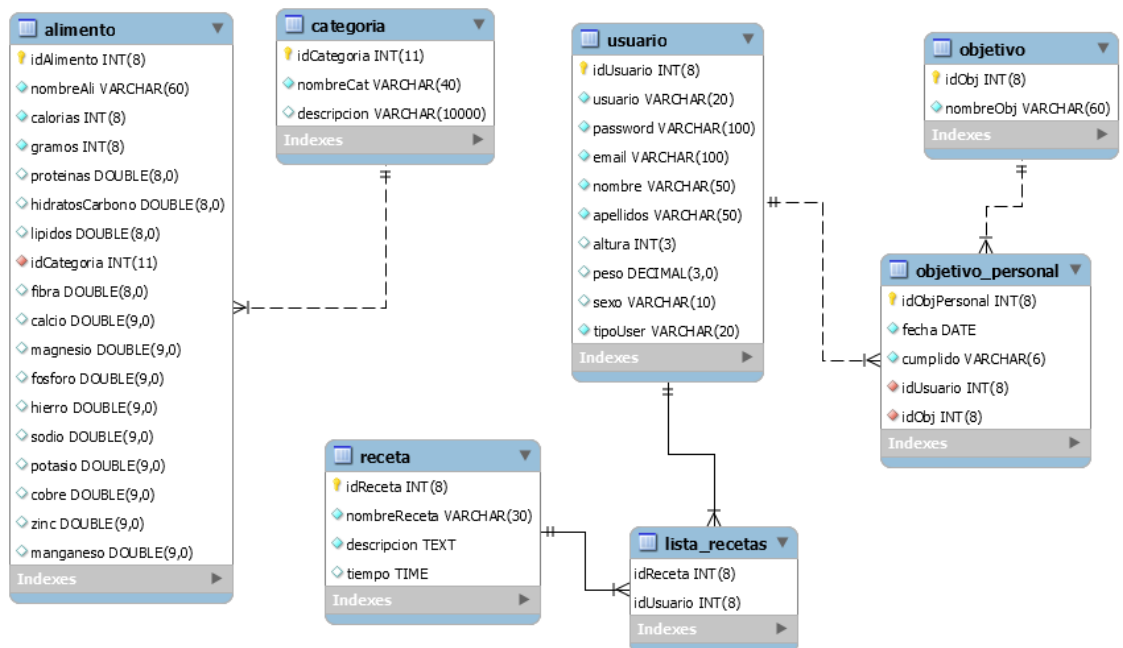 alimento
idAlimento INT(8)
nombreAli VARCHAR(60)
calorias INT(8)
gramos INT(8)
proteinas DOUBLE(8,0)
hidratosCarbono DOUBLE(8,0)
lipidos DOUBLE(8,0)
idCategoria INT(11)
fibra DOUBLE(8,0)
calcio DOUBLE(9,0)
magnesio DOUBLE(9,0)
fosforo DOUBLE(9,0)
hierro DOUBLE(9,0)
sodio DOUBLE(9,0)
potasio DOUBLE(9,0)
cobre DOUBLE(9,0)
zinc DOUBLE(9,0)
manganeso DOUBLE(9,0)
Indexes
categoria
idCategoria INT(11)
nombreCat VARCHAR(40)
descripcion VARCHAR(10000)
Indexes
usuario
idUsuario INT(8)
usuario VARCHAR(20)
password VARCHAR(100)
email VARCHAR(100)
nombre VARCHAR(50)
apellidos VARCHAR(50)
altura INT(3)
peso DECIMAL(3,0)
sexo VARCHAR(10)
tipoUser VARCHAR(20)
Indexes
objetivo
idObj INT(8)
nombreObj VARCHAR(60)
Indexes
objetivo_personal
idObjPersonal INT(8)
fecha DATE
cumplido VARCHAR(6)
idUsuario INT(8)
idObj INT(8)
Indexes
receta
idReceta INT(8)
nombreReceta VARCHAR(30)
descripcion TEXT
tiempo TIME
Indexes
lista_recetas
idReceta INT(8)
idUsuario INT(8)
Indexes